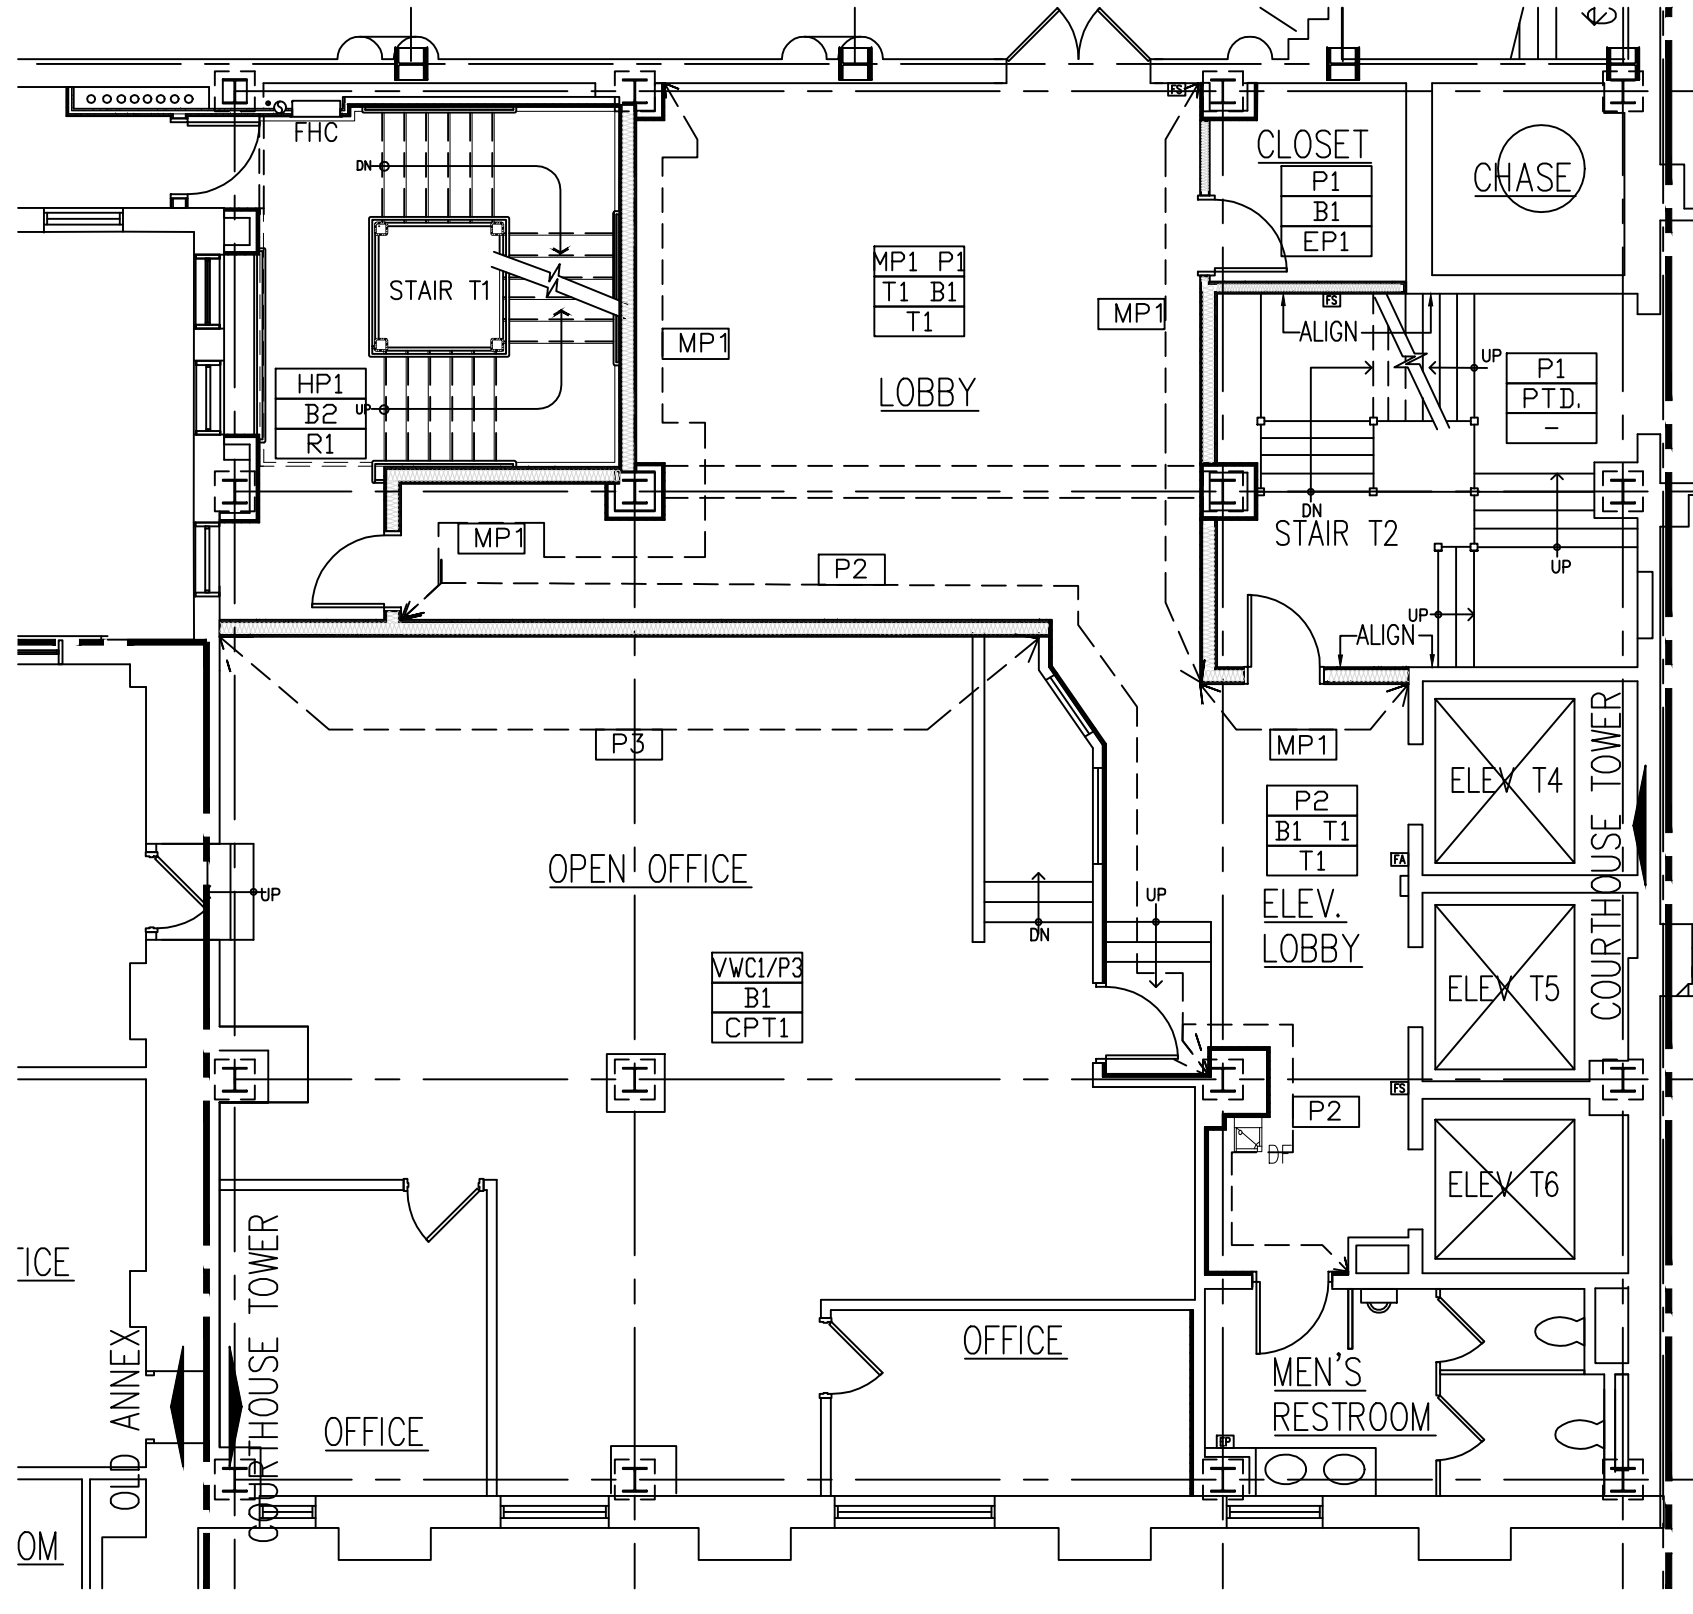 FHC
DN
STAIR T1
UP
HP1
B2
R1
MP1
MP1 P1
T1 B1
T1
LOBBY
MP1
FS
CLOSET
P1
B1
EP1
CHASE
FS
ALIGN
UP
P1
PTD.
-
DN
STAIR T2
UP
UP
ALIGN
MP1
P2
P3
MP1
P2
B1 T1
T1
ELEV.
LOBBY
FA
ELEV T4
ELEV T5
ELEV T6
COURTHOUSE TOWER
UP
OPEN OFFICE
VWC1/P3
B1
CPT1
DN
UP
FS
P2
DF
OFFICE
OFFICE
MEN'S
RESTROOM
EP
OLD ANNEX
COURTHOUSE TOWER
ICE
OM